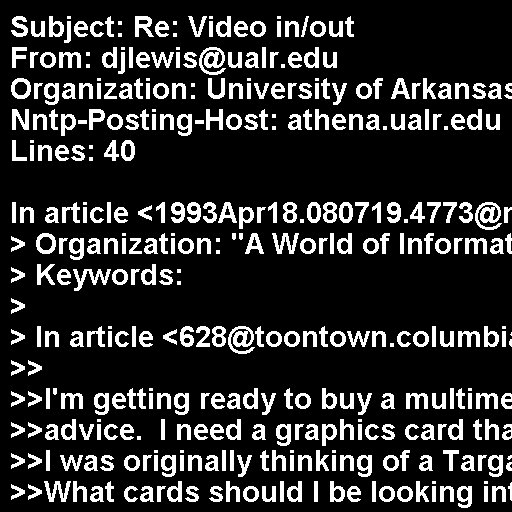 Subject: Re: Video in/out
From: djlewis@ualr.edu
Organization: University of Arkansas
Nntp-Posting-Host: athena.ualr.edu
Lines: 40

In article <1993Apr18.080719.4773@
> Organization: "A World of Informat
> Keywords:
>
> In article <628@toontown.columbia
>>
>>I'm getting ready to buy a multime
>>advice.  I need a graphics card tha
>>I was originally thinking of a Targa
>>What cards should I be looking int